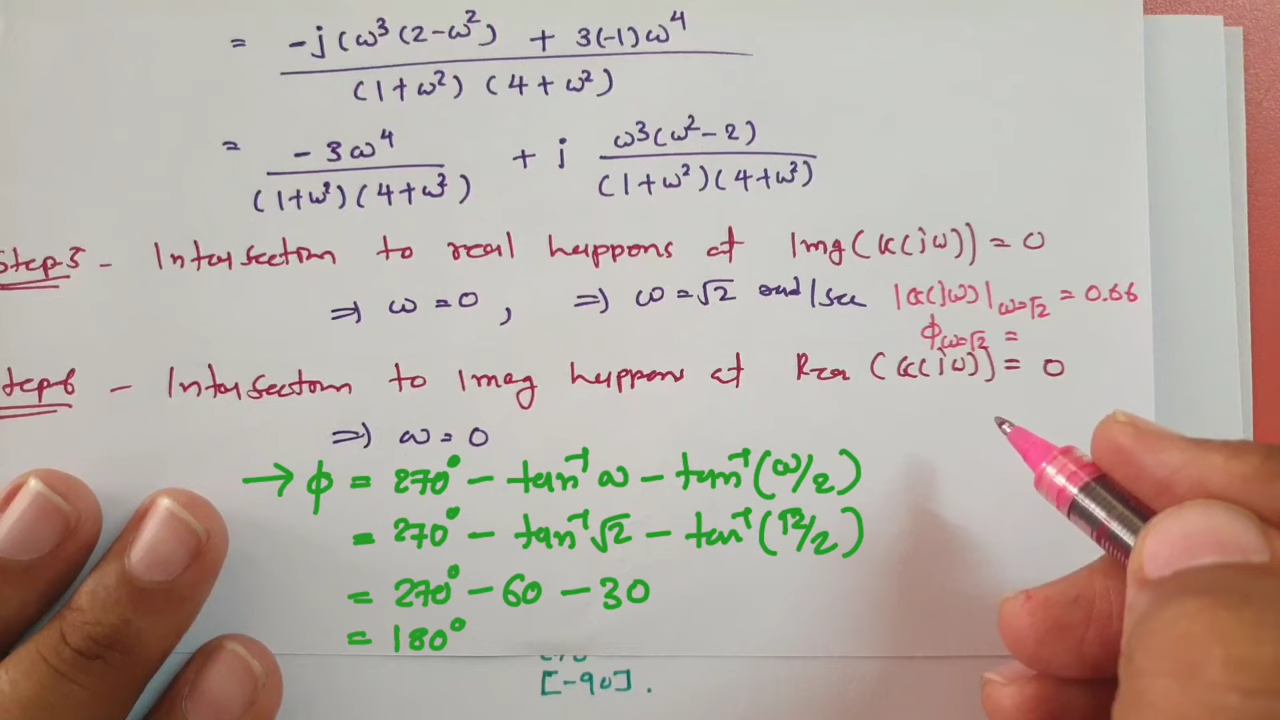 = -j(ω³(2-ω²) + 3(-1)ω⁴
(1+ω²) (4+ω²)
= -3ω⁴ + j ω³(ω²-2)
(1+ω²)(4+ω²) (1+ω²)(4+ω²)
Step5 - Intersection to real happens at Img(G(jω)) = 0
⇒ ω = 0, ⇒ ω = √2 rad/sec |G(jω)|ω=√2 = 0.66
ϕω=√2 =
Step6 - Intersection to Imag happens at Rea(G(jω)) = 0
⇒ ω = 0
→ ϕ = 270° - tan⁻¹ω - tan⁻¹(ω/2)
= 270° - tan⁻¹√2 - tan⁻¹(√2/2)
= 270° - 60 - 30
= 180°
[-90].